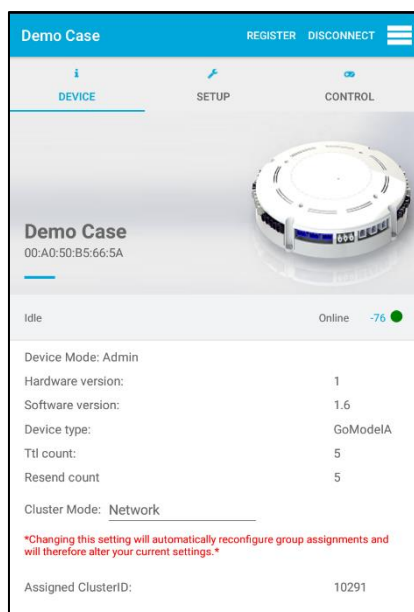 Demo Case REGISTER DISCONNECT
DEVICE SETUP CONTROL
Demo Case
00:A0:50:B5:66:5A
Idle Online -76
Device Mode: Admin
Hardware version: 1
Software version: 1.6
Device type: GoModeIA
Ttl count: 5
Resend count 5
Cluster Mode: Network
*Changing this setting will automatically reconfigure group assignments and
will therefore alter your current settings.*
Assigned ClusterID: 10291